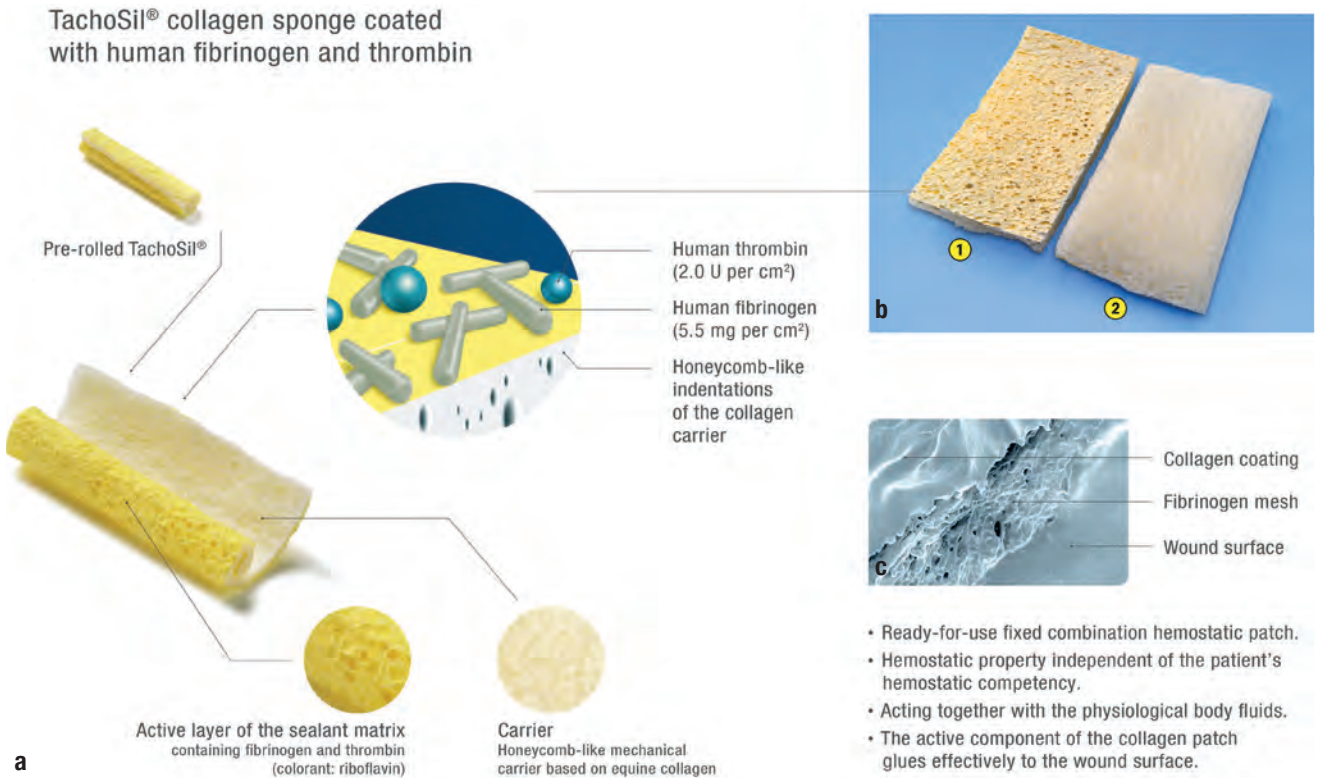 TachoSil® collagen sponge coated
with human fibrinogen and thrombin
Pre-rolled TachoSil®
Human thrombin
(2.0 U per cm²)
Human fibrinogen
(5.5 mg per cm²)
Honeycomb-like
indentations
of the collagen
carrier
Active layer of the sealant matrix
containing fibrinogen and thrombin
(colorant: riboflavin)
Carrier
Honeycomb-like mechanical
carrier based on equine collagen
a
1
2
b
Collagen coating
Fibrinogen mesh
Wound surface
c
• Ready-for-use fixed combination hemostatic patch.
• Hemostatic property independent of the patient's
hemostatic competency.
• Acting together with the physiological body fluids.
• The active component of the collagen patch
glues effectively to the wound surface.